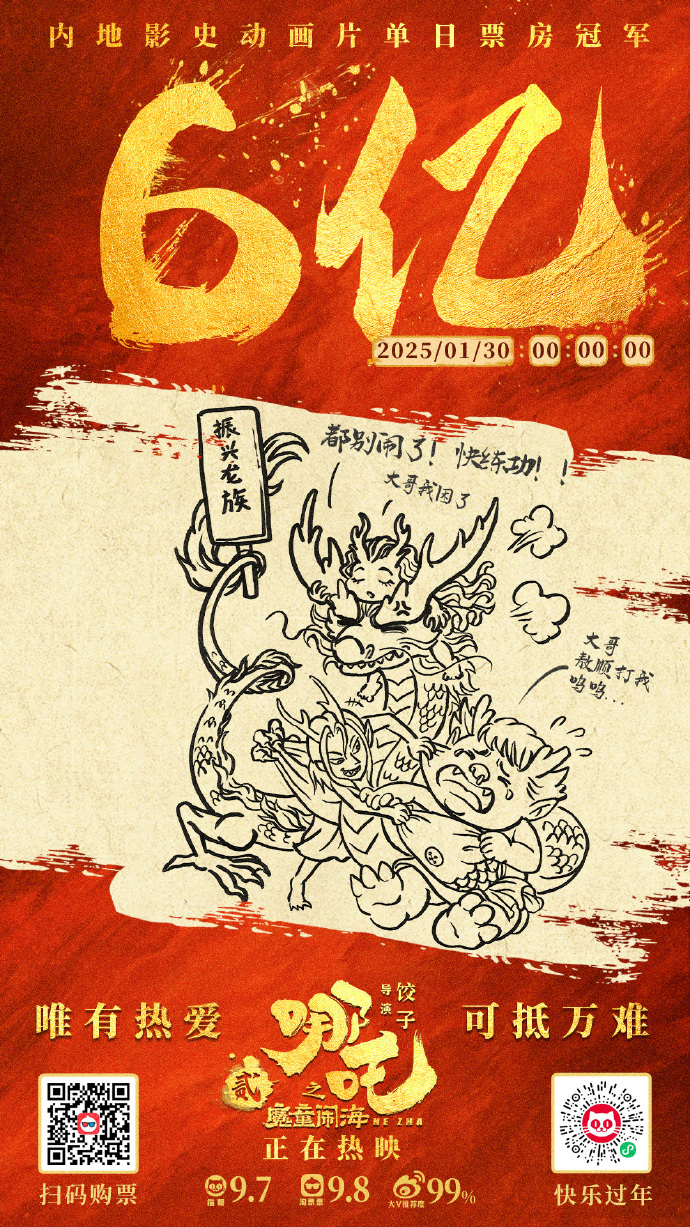 内地影史动画片单日票房冠军
6亿
2025/01/30:00:00:00
振兴龙族
都别闹了！快练功！！
大哥我困了
大哥
敖顺打我
呜呜...
唯有热爱
导演
饺子
可抵万难
哪吒
贰
之
魔童闹海 NE ZHA
正在热映
扫码购票
猫眼 9.7
淘票票 9.8
大V推荐度 99%
快乐过年